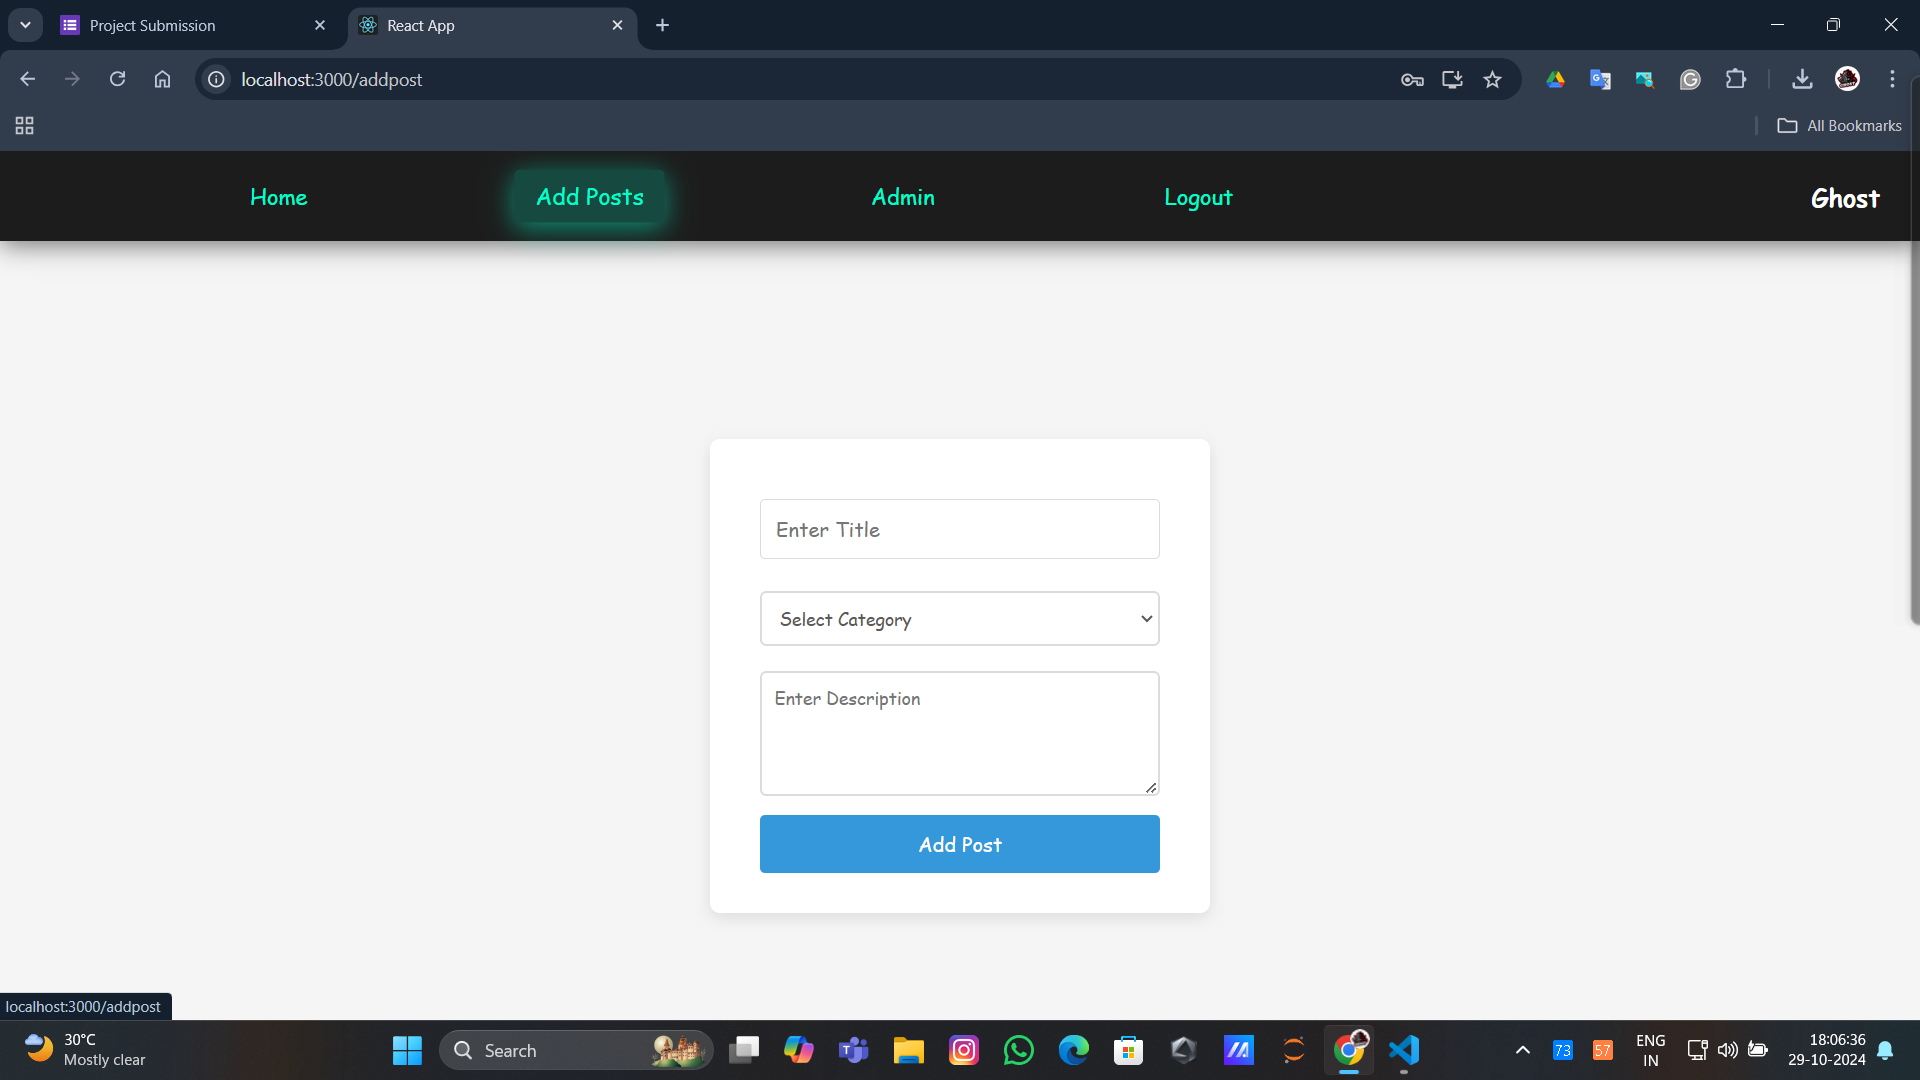 Project Submission
React App
localhost:3000/addpost
All Bookmarks
Home
Add Posts
Admin
Logout
Ghost
Enter Title
Select Category
Enter Description
Add Post
localhost:3000/addpost
30°C
Mostly clear
Search
73
57
ENG
IN
18:06:36
29-10-2024